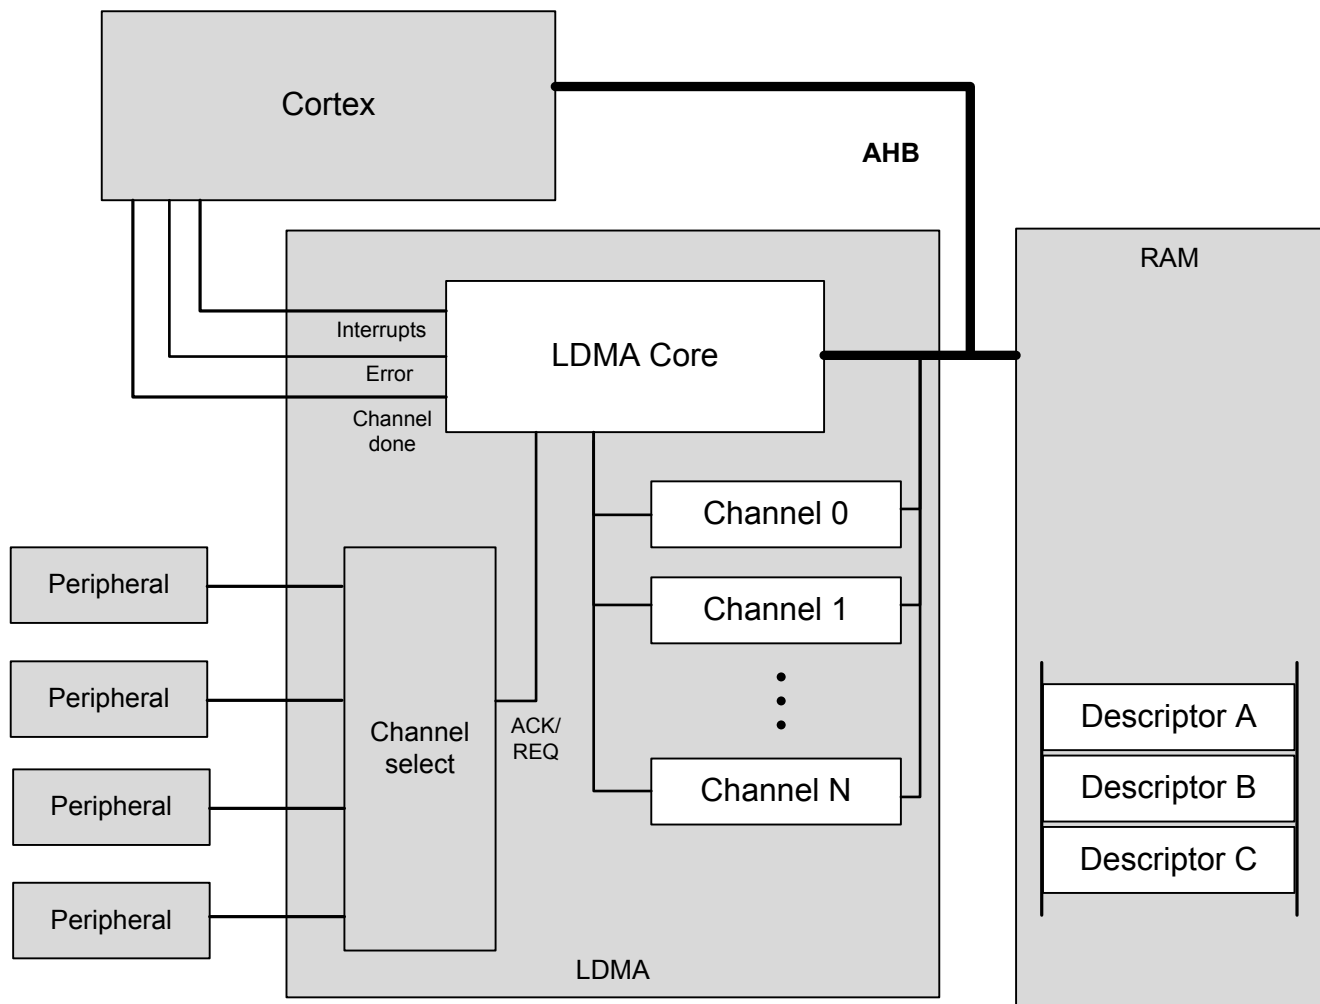 Cortex
AHB
RAM
Interrupts
Error
Channel
done
LDMA Core
Channel 0
Channel 1
Channel N
Peripheral
Peripheral
Peripheral
Peripheral
Channel
select
ACK/
REQ
Descriptor A
Descriptor B
Descriptor C
LDMA